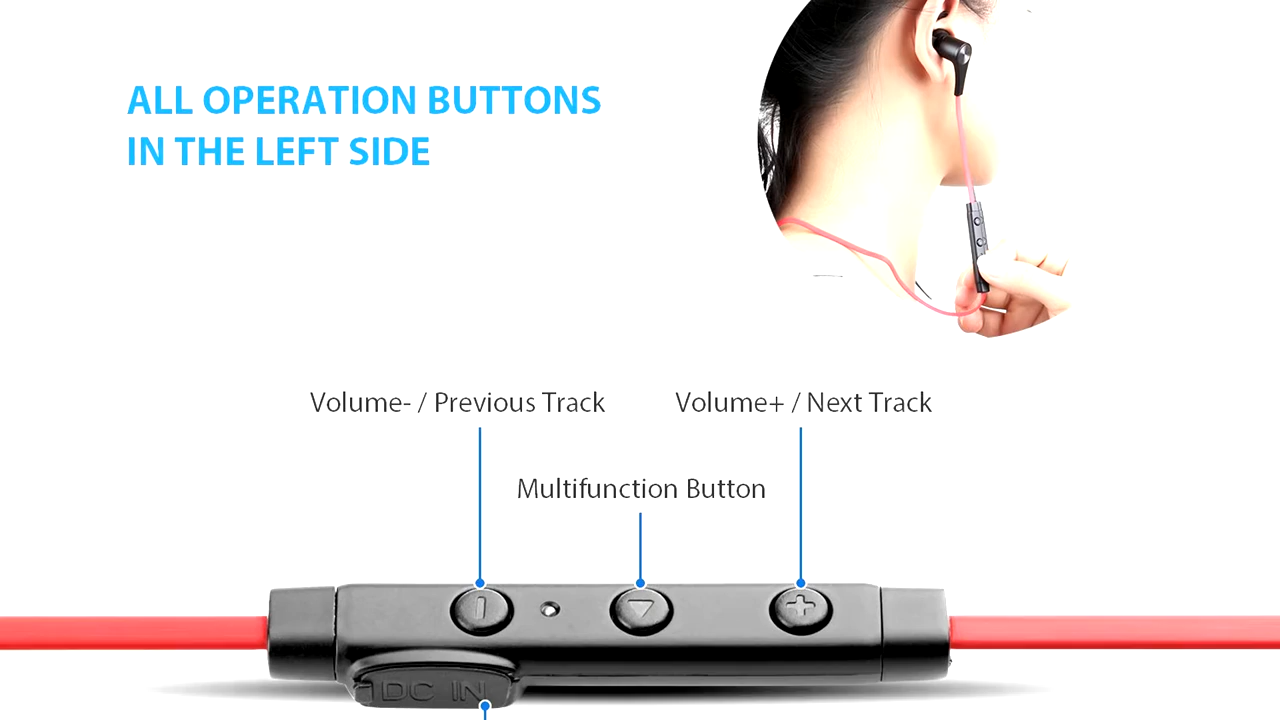 ALL OPERATION BUTTONS
IN THE LEFT SIDE
Volume- / Previous Track
Volume+ / Next Track
Multifunction Button
DC IN